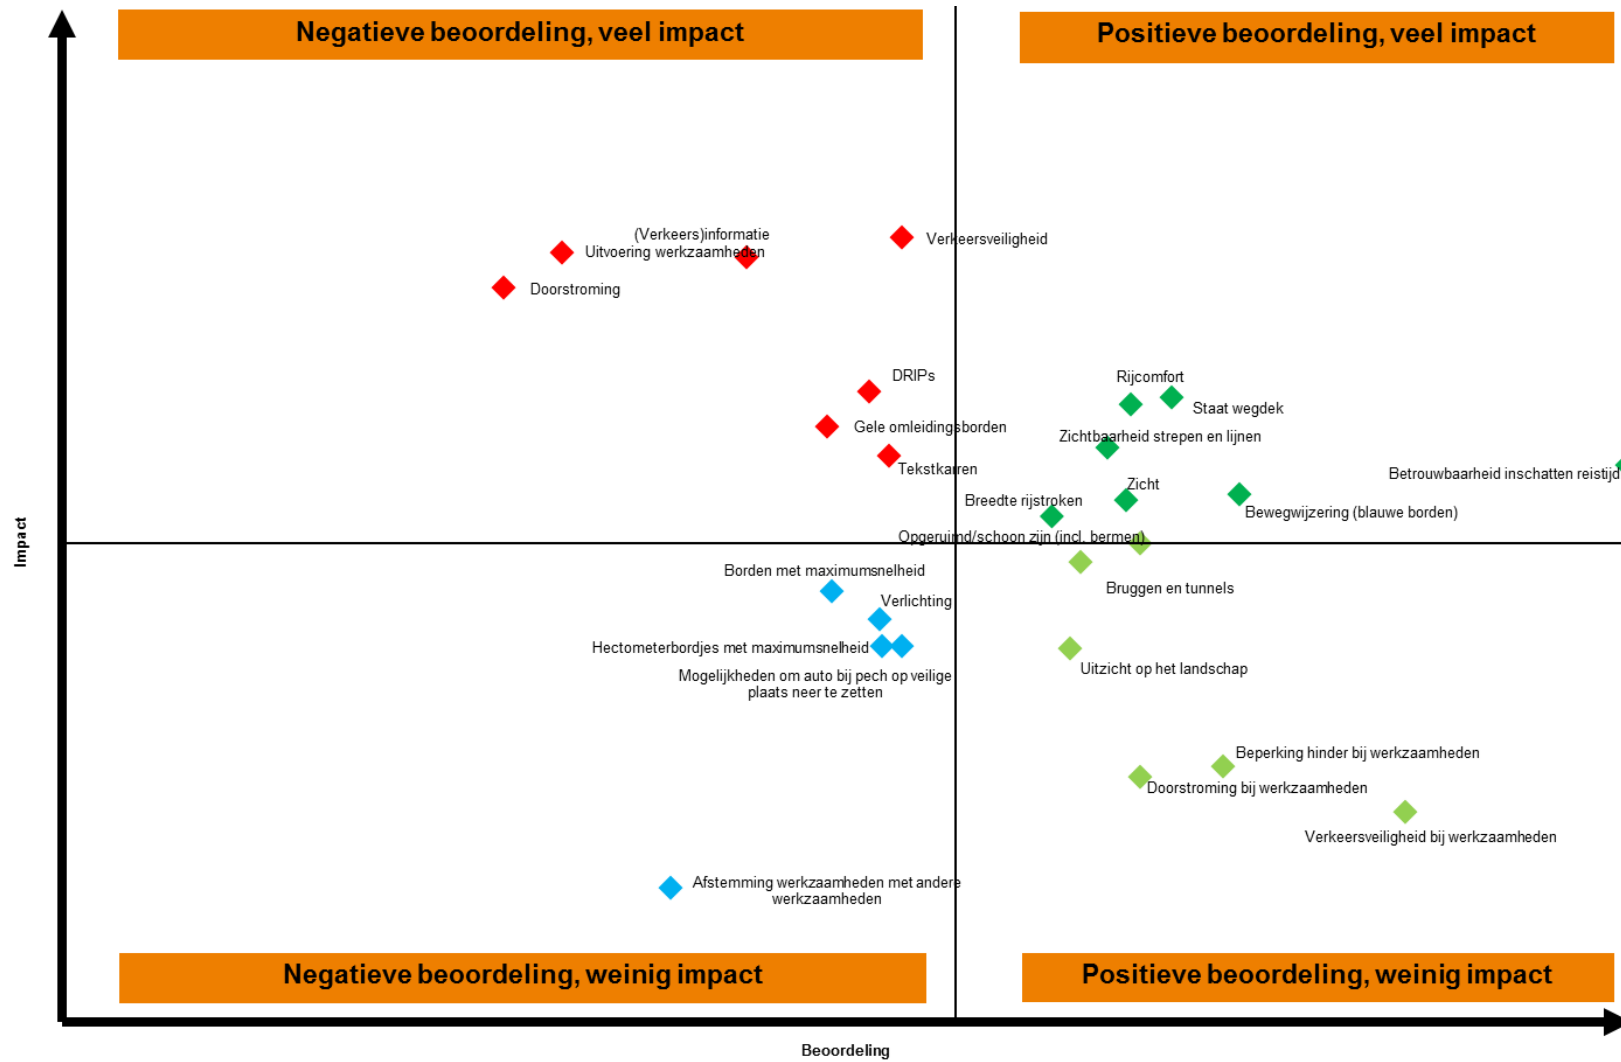 Negatieve beoordeling, veel impact
Positieve beoordeling, veel impact
(Verkeers)informatie
Uitvoering werkzaamheden
Verkeersveiligheid
Doorstroming
DRIPs
Gele omleidingsborden
Tekstkarren
Rijcomfort
Staat wegdek
Zichtbaarheid strepen en lijnen
Betrouwbaarheid inschatten reistijd
Zicht
Breedte rijstroken
Bewegwijzering (blauwe borden)
Opgeruimd/schoon zijn (incl. bermen)
Impact
Borden met maximumsnelheid
Verlichting
Bruggen en tunnels
Hectometerbordjes met maximumsnelheid
Mogelijkheden om auto bij pech op veilige
plaats neer te zetten
Uitzicht op het landschap
Beperking hinder bij werkzaamheden
Doorstroming bij werkzaamheden
Verkeersveiligheid bij werkzaamheden
Afstemming werkzaamheden met andere
werkzaamheden
Negatieve beoordeling, weinig impact
Positieve beoordeling, weinig impact
Beoordeling